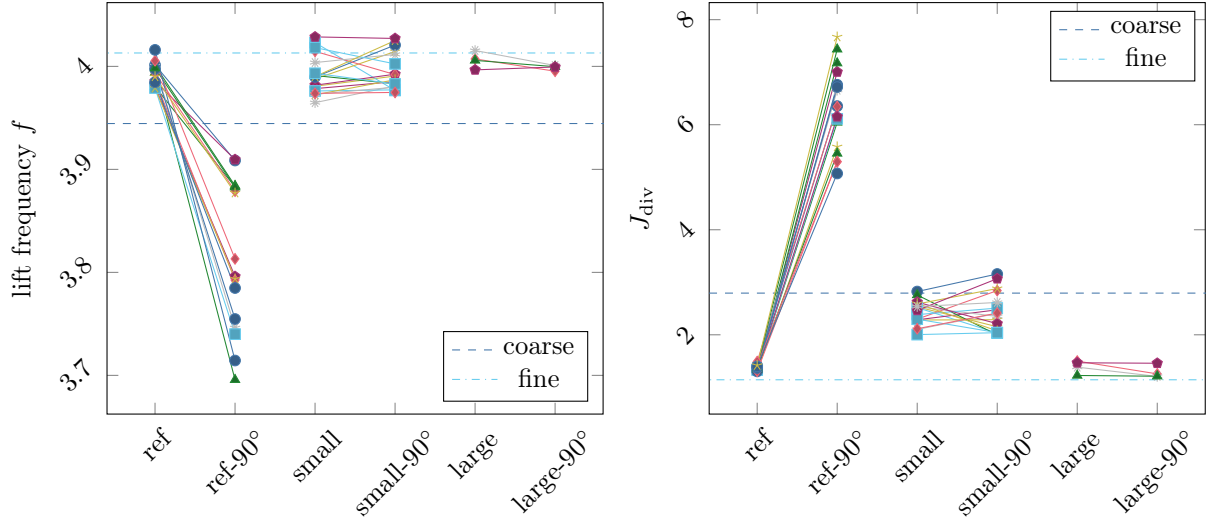 lift frequency f
4
3.9
3.8
3.7
coarse
fine
ref
ref-90°
small
small-90°
large
large-90°
J_div
8
6
4
2
coarse
fine
ref
ref-90°
small
small-90°
large
large-90°